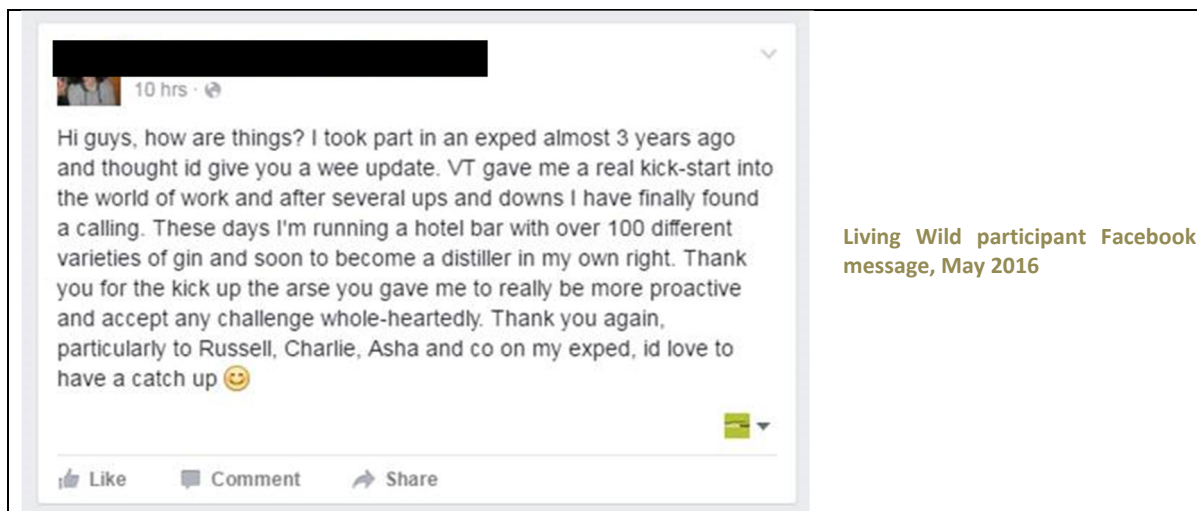 10 hrs ·
Hi guys, how are things? I took part in an exped almost 3 years ago
and thought id give you a wee update. VT gave me a real kick-start into
the world of work and after several ups and downs I have finally found
a calling. These days I'm running a hotel bar with over 100 different
varieties of gin and soon to become a distiller in my own right. Thank
you for the kick up the arse you gave me to really be more proactive
and accept any challenge whole-heartedly. Thank you again,
particularly to Russell, Charlie, Asha and co on my exped, id love to
have a catch up 😊
Like Comment Share
Living Wild participant Facebook
message, May 2016